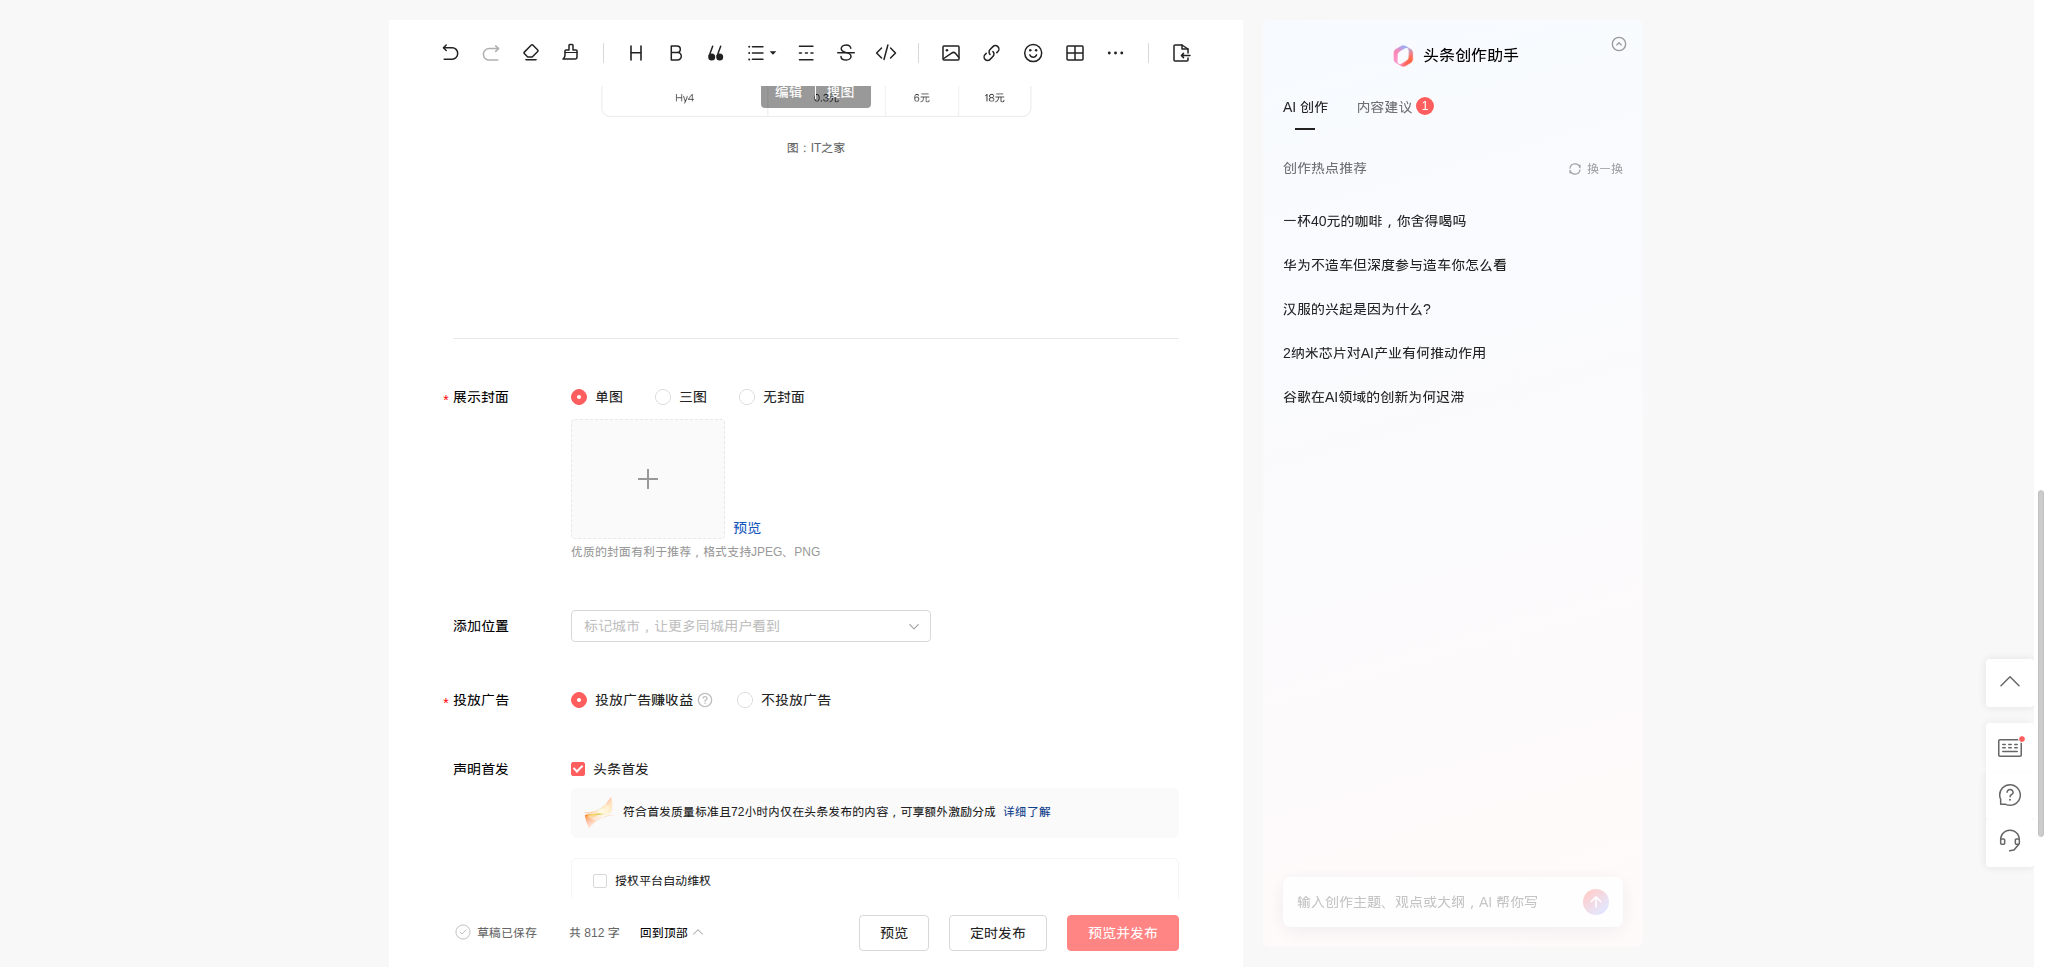 Hy4
0.3元
6元
18元
编辑
搜图
图：IT之家
* 展示封面
单图
三图
无封面
预览
优质的封面有利于推荐，格式支持JPEG、PNG
添加位置
标记城市，让更多同城用户看到
* 投放广告
投放广告赚收益
不投放广告
声明首发
头条首发
符合首发质量标准且72小时内仅在头条发布的内容，可享额外激励分成 详细了解
授权平台自动维权
草稿已保存
共 812 字
回到顶部
预览
定时发布
预览并发布
头条创作助手
AI 创作
内容建议 1
创作热点推荐
换一换
一杯40元的咖啡，你舍得喝吗
华为不造车但深度参与造车你怎么看
汉服的兴起是因为什么?
2纳米芯片对AI产业有何推动作用
谷歌在AI领域的创新为何迟滞
输入创作主题、观点或大纲，AI 帮你写